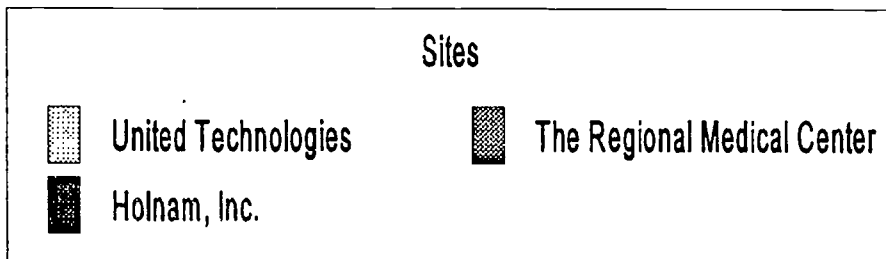 Sites
United Technologies
The Regional Medical Center
Holnam, Inc.